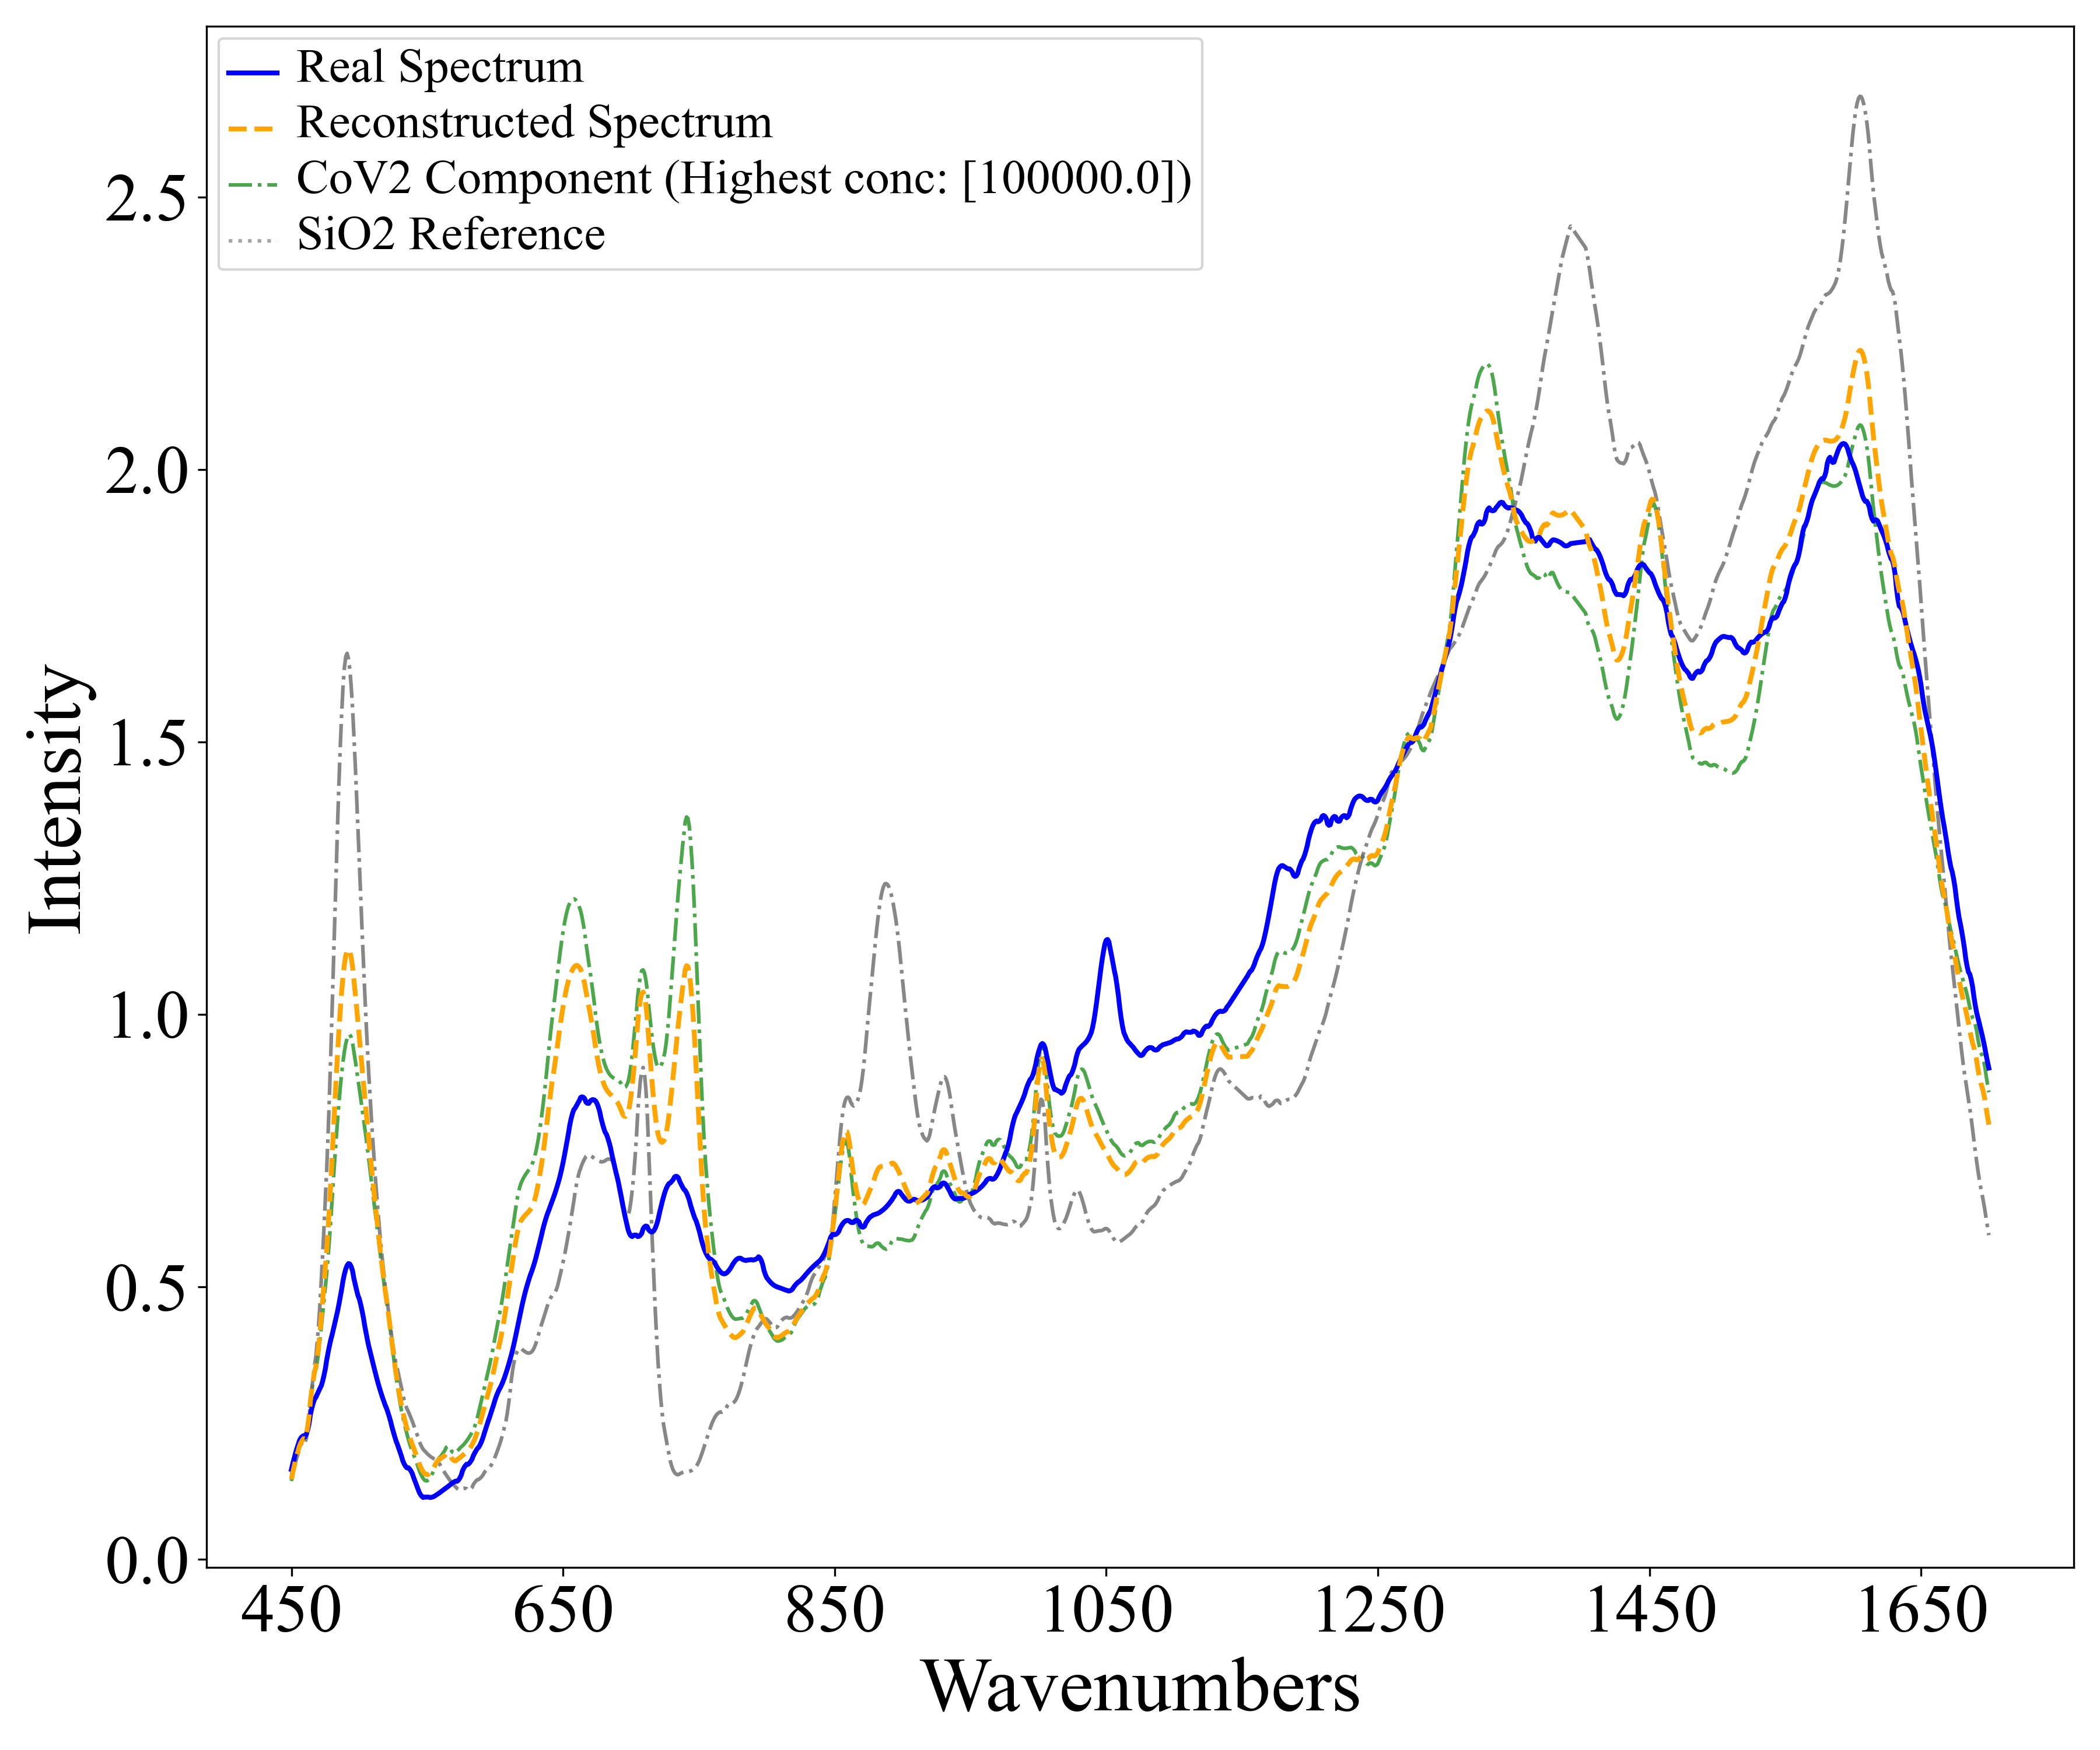 Real Spectrum
Reconstructed Spectrum
CoV2 Component (Highest conc: [100000.0])
SiO2 Reference
Intensity
2.5
2.0
1.5
1.0
0.5
0.0
450 650 850 1050 1250 1450 1650
Wavenumbers